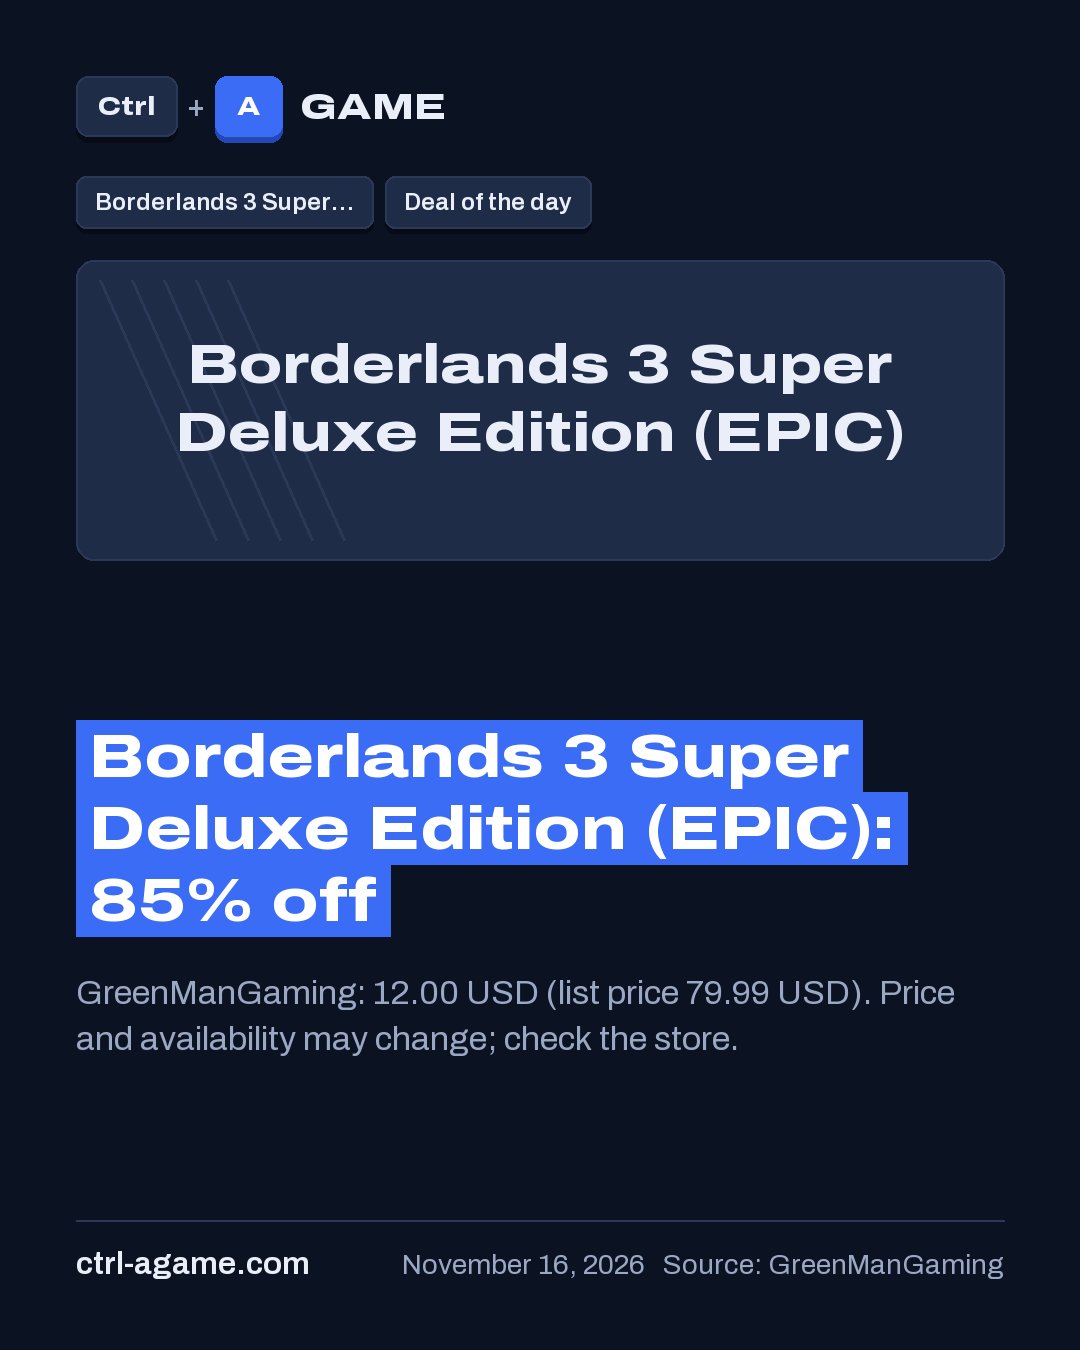 Ctrl + A GAME
Borderlands 3 Super... Deal of the day
Borderlands 3 Super
Deluxe Edition (EPIC)
Borderlands 3 Super
Deluxe Edition (EPIC):
85% off
GreenManGaming: 12.00 USD (list price 79.99 USD). Price
and availability may change; check the store.
ctrl-agame.com November 16, 2026 Source: GreenManGaming